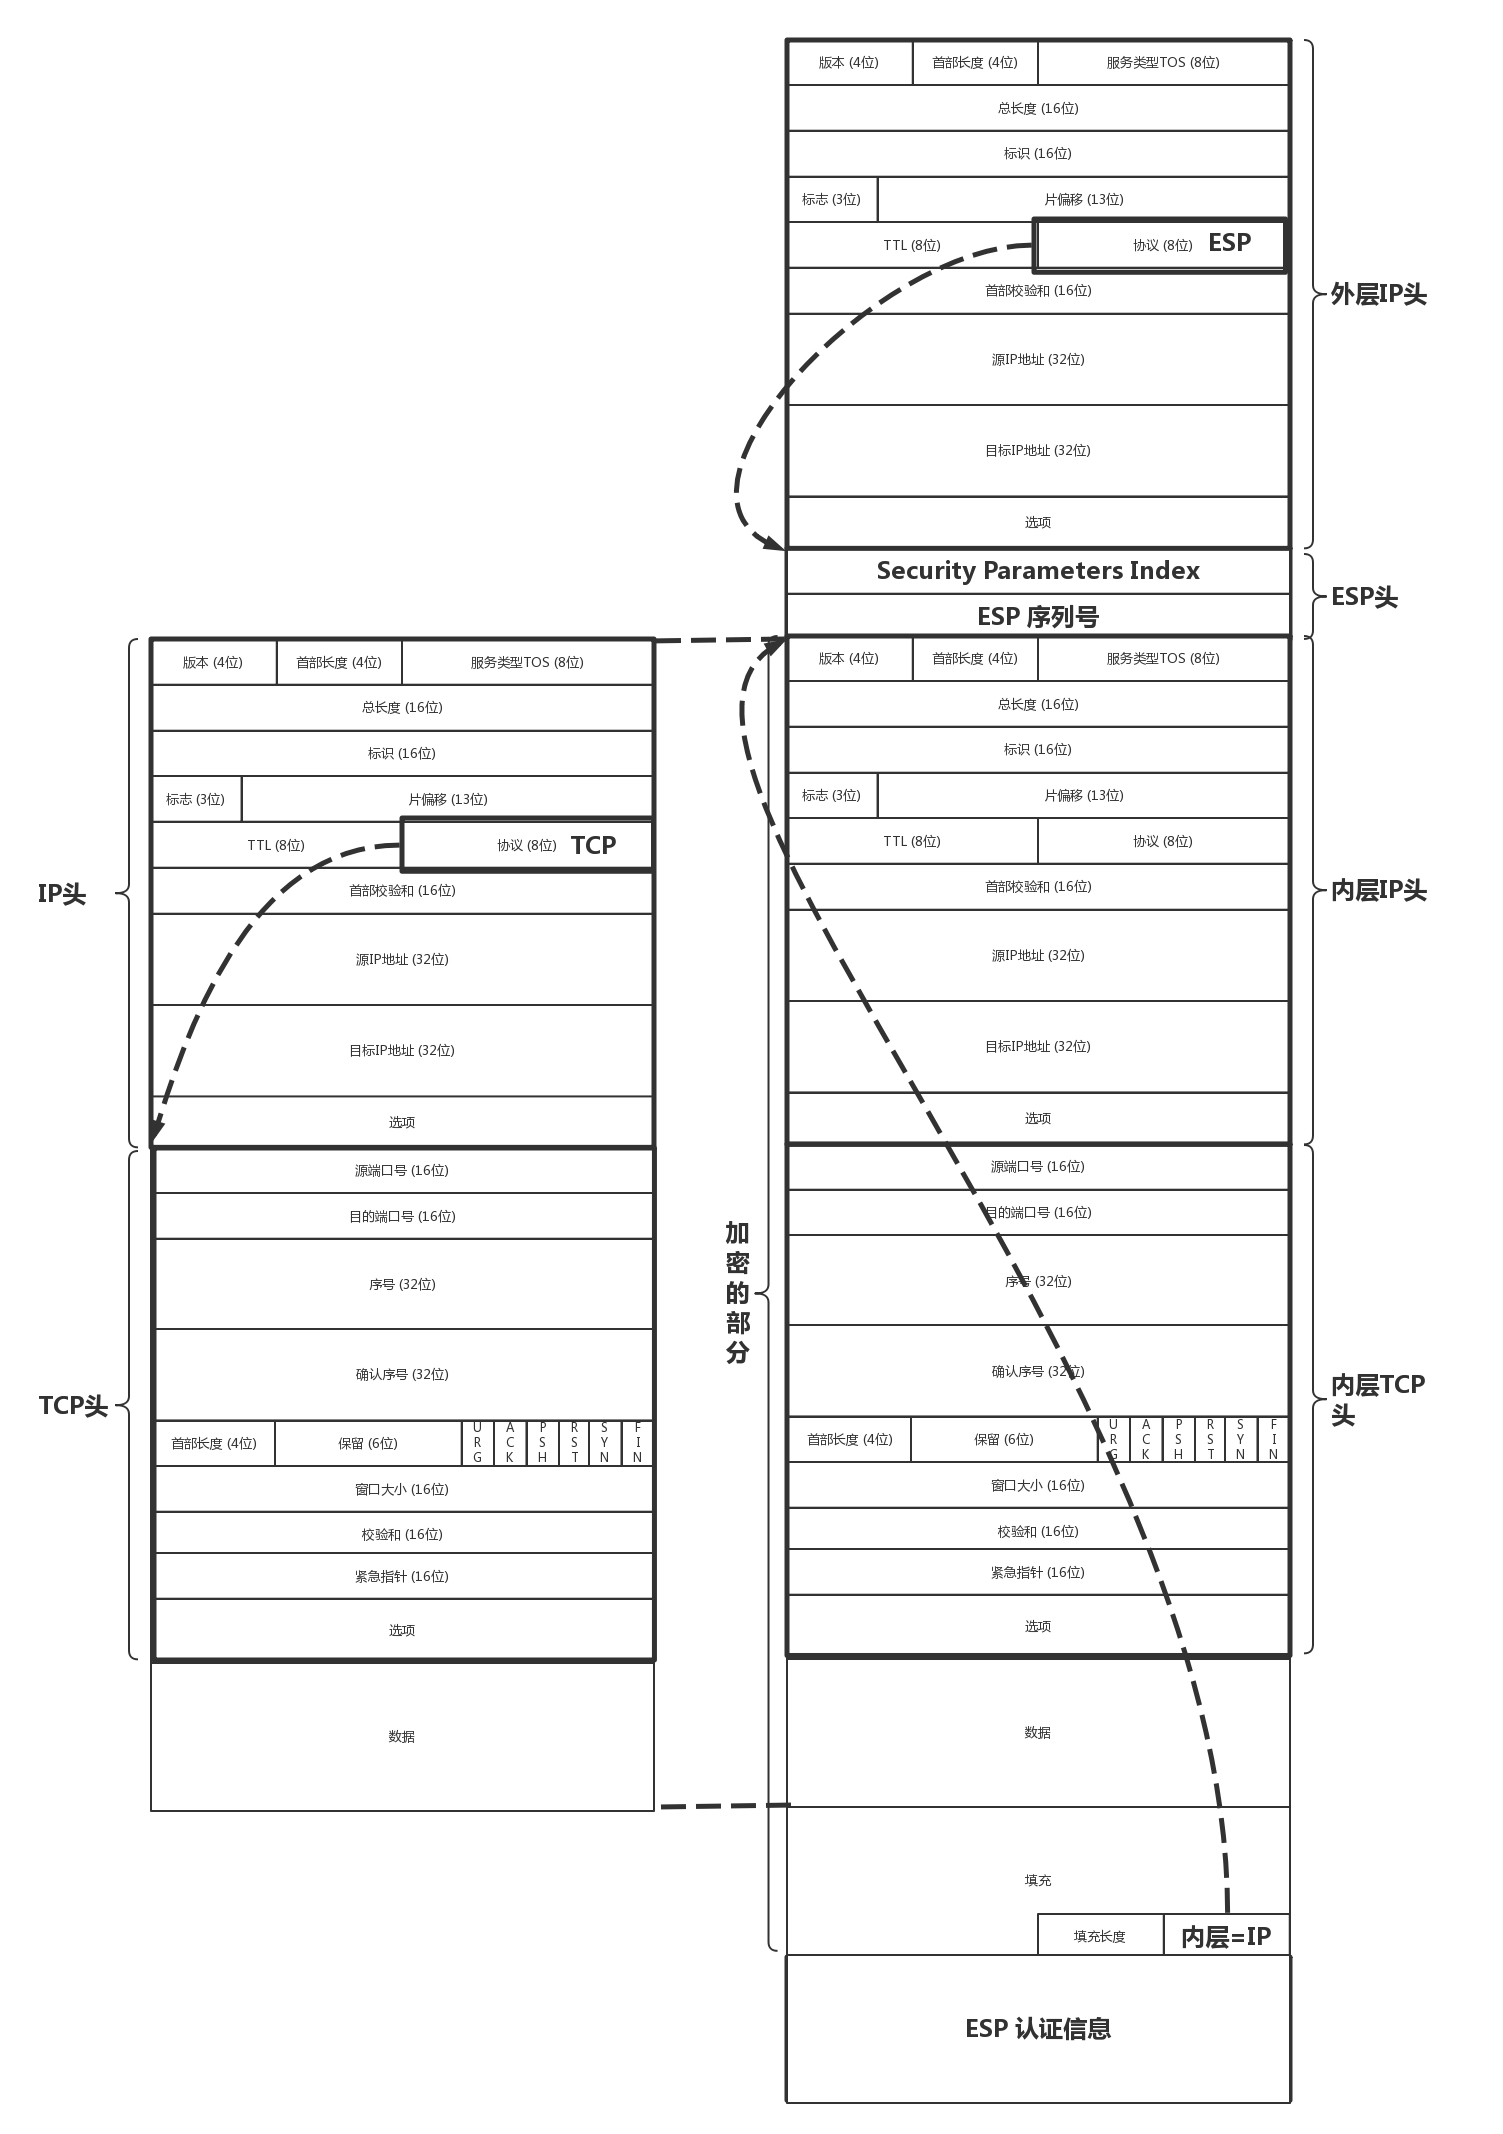 版本 (4位)
首部长度 (4位)
服务类型TOS (8位)
总长度 (16位)
标识 (16位)
标志 (3位)
片偏移 (13位)
TTL (8位)
协议 (8位)
ESP
首部校验和 (16位)
源IP地址 (32位)
目标IP地址 (32位)
选项
外层IP头
Security Parameters Index
ESP 序列号
ESP头
版本 (4位)
首部长度 (4位)
服务类型TOS (8位)
总长度 (16位)
标识 (16位)
标志 (3位)
片偏移 (13位)
TTL (8位)
协议 (8位)
TCP
首部校验和 (16位)
源IP地址 (32位)
目标IP地址 (32位)
选项
IP头
源端口号 (16位)
目的端口号 (16位)
序号 (32位)
确认序号 (32位)
首部长度 (4位)
保留 (6位)
URG
ACK
PSH
RST
SYN
FIN
窗口大小 (16位)
校验和 (16位)
紧急指针 (16位)
选项
TCP头
数据
版本 (4位)
首部长度 (4位)
服务类型TOS (8位)
总长度 (16位)
标识 (16位)
标志 (3位)
片偏移 (13位)
TTL (8位)
协议 (8位)
首部校验和 (16位)
源IP地址 (32位)
目标IP地址 (32位)
选项
内层IP头
源端口号 (16位)
目的端口号 (16位)
序号 (32位)
确认序号 (32位)
首部长度 (4位)
保留 (6位)
URG
ACK
PSH
RST
SYN
FIN
窗口大小 (16位)
校验和 (16位)
紧急指针 (16位)
选项
内层TCP
头
加密的部分
数据
填充
填充长度
内层=IP
ESP 认证信息